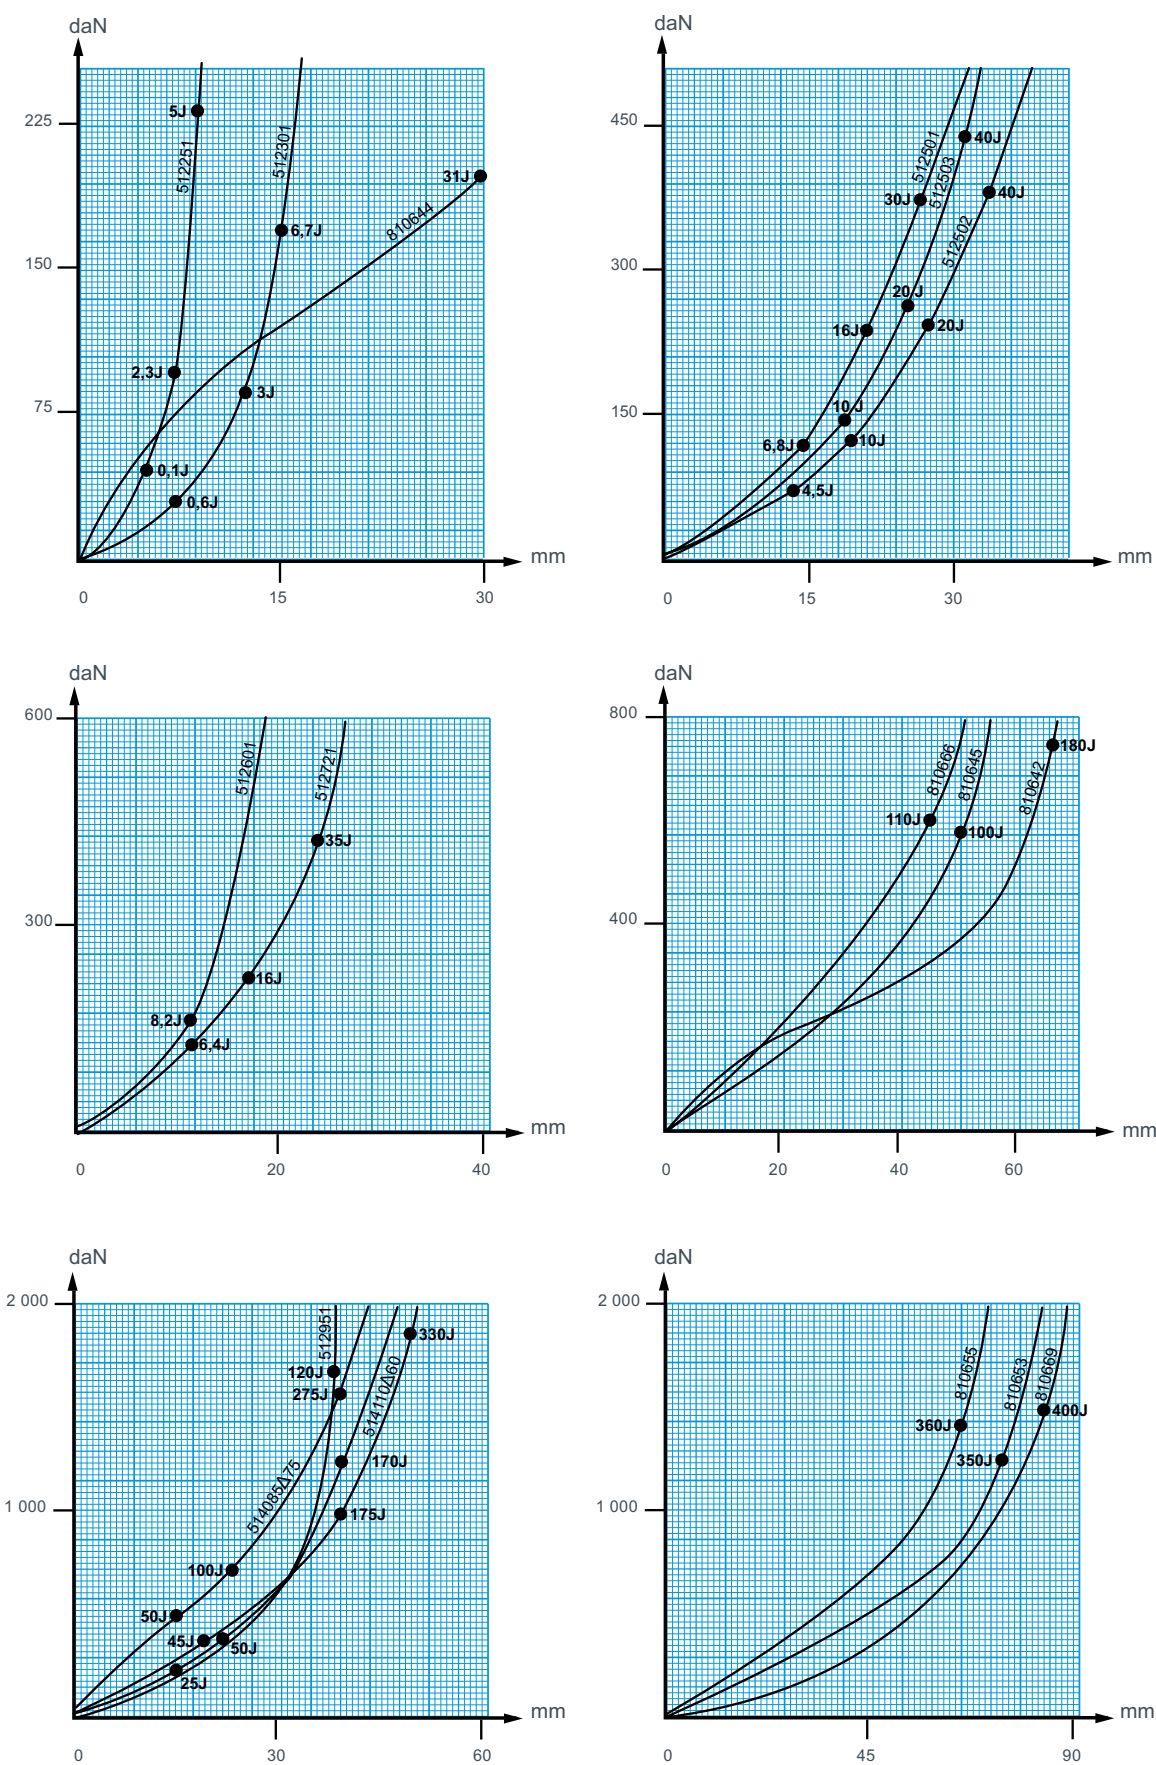 daN
225
150
75
5J
512251
512301
31J
810644
6,7J
2,3J
3J
0,1J
0,6J
mm
0
15
30
daN
450
300
150
512501
512503
40J
30J
40J
512502
20J
16J
20J
10J
6,8J
10J
4,5J
mm
0
15
30
daN
600
300
512601
512721
35J
16J
8,2J
6,4J
mm
0
20
40
daN
800
400
180J
810666
810645
810642
110J
100J
mm
0
20
40
60
daN
2 000
1 000
512951
330J
120J
275J
514110Δ60
170J
514085Δ75
175J
100J
50J
45J
50J
25J
mm
0
30
60
daN
2 000
1 000
810655
810653
810669
400J
360J
350J
mm
0
45
90